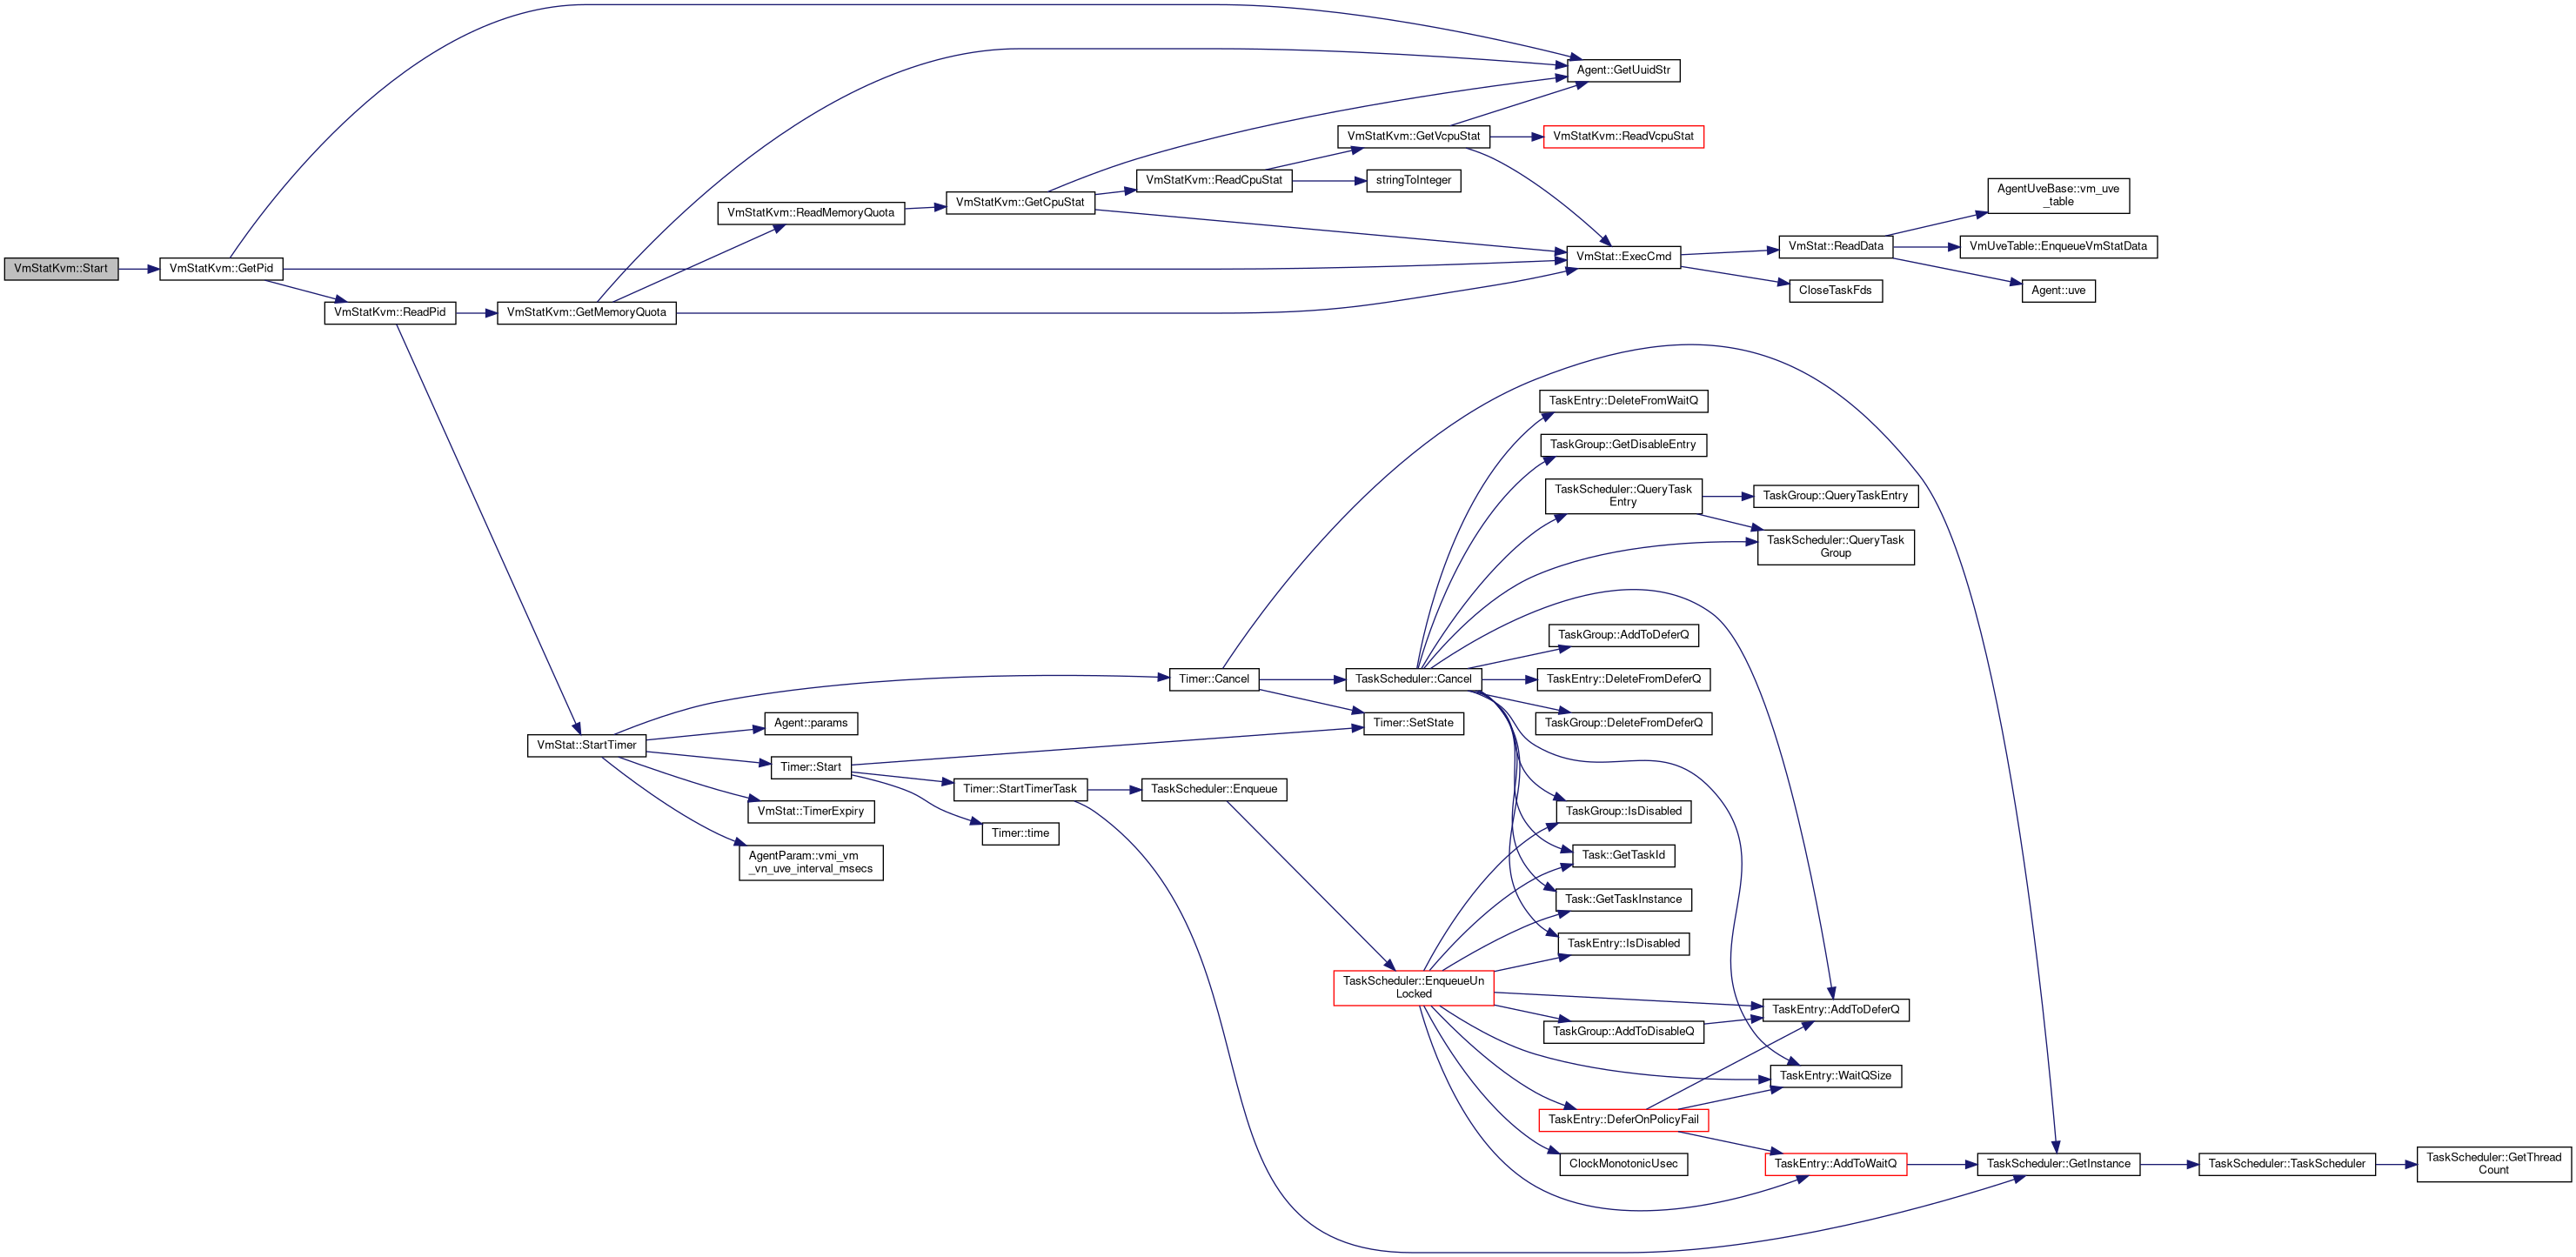 VmStatKvm::Start
VmStatKvm::GetPid
VmStatKvm::ReadPid
VmStatKvm::GetMemoryQuota
VmStatKvm::ReadMemoryQuota
VmStatKvm::GetCpuStat
VmStatKvm::ReadCpuStat
VmStatKvm::GetVcpuStat
stringToInteger
Agent::GetUuidStr
VmStatKvm::ReadVcpuStat
VmStat::ExecCmd
VmStat::ReadData
CloseTaskFds
AgentUveBase::vm_uve
_table
VmUveTable::EnqueueVmStatData
Agent::uve
VmStat::StartTimer
Timer::Cancel
Agent::params
Timer::Start
VmStat::TimerExpiry
AgentParam::vmi_vm
_vn_uve_interval_msecs
Timer::StartTimerTask
Timer::time
TaskScheduler::Enqueue
TaskScheduler::Cancel
Timer::SetState
TaskScheduler::EnqueueUn
Locked
TaskEntry::DeleteFromWaitQ
TaskGroup::GetDisableEntry
TaskScheduler::QueryTask
Entry
TaskGroup::QueryTaskEntry
TaskScheduler::QueryTask
Group
TaskGroup::AddToDeferQ
TaskEntry::DeleteFromDeferQ
TaskGroup::DeleteFromDeferQ
TaskGroup::IsDisabled
Task::GetTaskId
Task::GetTaskInstance
TaskEntry::IsDisabled
TaskEntry::AddToDeferQ
TaskGroup::AddToDisableQ
TaskEntry::WaitQSize
TaskEntry::DeferOnPolicyFail
ClockMonotonicUsec
TaskEntry::AddToWaitQ
TaskScheduler::GetInstance
TaskScheduler::TaskScheduler
TaskScheduler::GetThread
Count